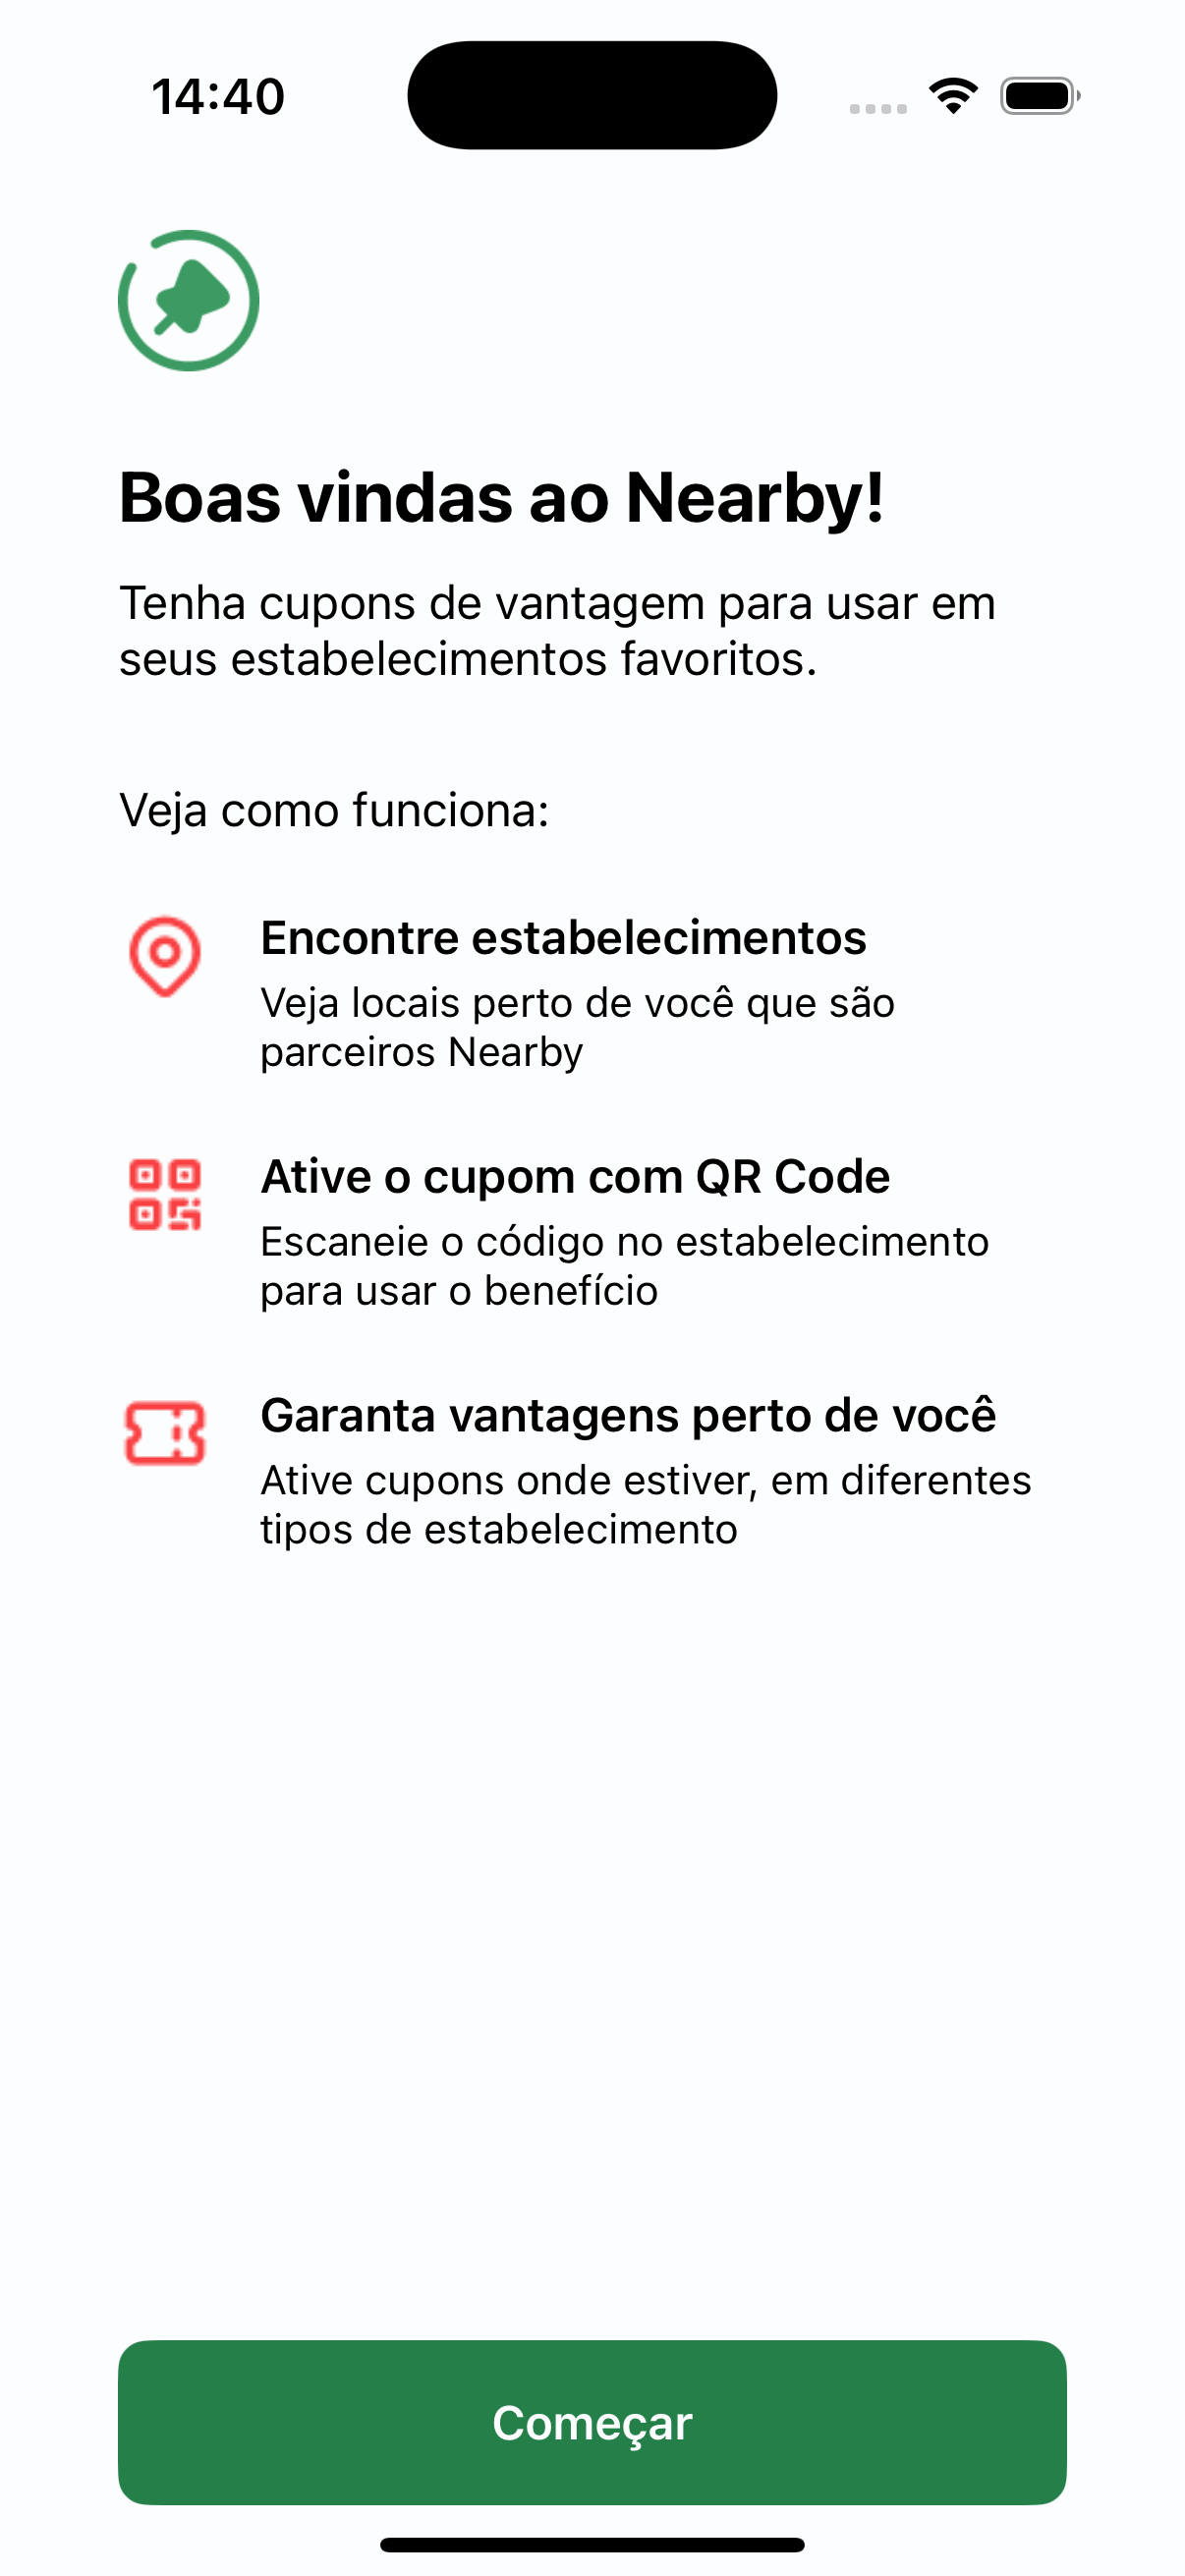 14:40
Boas vindas ao Nearby!
Tenha cupons de vantagem para usar em
seus estabelecimentos favoritos.
Veja como funciona:
Encontre estabelecimentos
Veja locais perto de você que são
parceiros Nearby
Ative o cupom com QR Code
Escaneie o código no estabelecimento
para usar o benefício
Garanta vantagens perto de você
Ative cupons onde estiver, em diferentes
tipos de estabelecimento
Começar